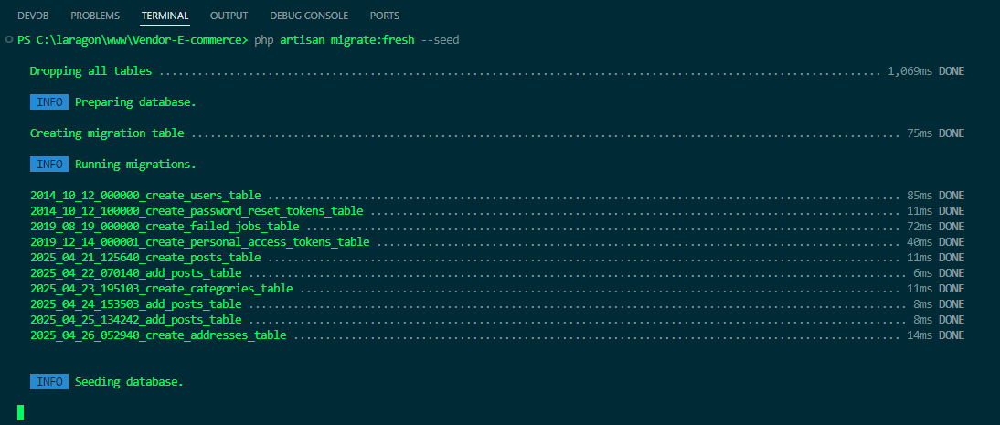 DEVDB PROBLEMS TERMINAL OUTPUT DEBUG CONSOLE PORTS
PS C:\laragon\www\Vendor-E-commerce> php artisan migrate:fresh --seed
Dropping all tables ................................................................................................................. 1,069ms DONE
INFO Preparing database.
Creating migration table ............................................................................................................... 75ms DONE
INFO Running migrations.
2014_10_12_000000_create_users_table ................................................................................................... 85ms DONE
2014_10_12_100000_create_password_reset_tokens_table ................................................................................... 11ms DONE
2019_08_19_000000_create_failed_jobs_table ............................................................................................. 72ms DONE
2019_12_14_000001_create_personal_access_tokens_table .................................................................................. 40ms DONE
2025_04_21_125640_create_posts_table ................................................................................................... 11ms DONE
2025_04_22_070140_add_posts_table ....................................................................................................... 6ms DONE
2025_04_23_195103_create_categories_table .............................................................................................. 11ms DONE
2025_04_24_153503_add_posts_table ....................................................................................................... 8ms DONE
2025_04_25_134242_add_posts_table ....................................................................................................... 8ms DONE
2025_04_26_052940_create_addresses_table ............................................................................................... 14ms DONE
INFO Seeding database.